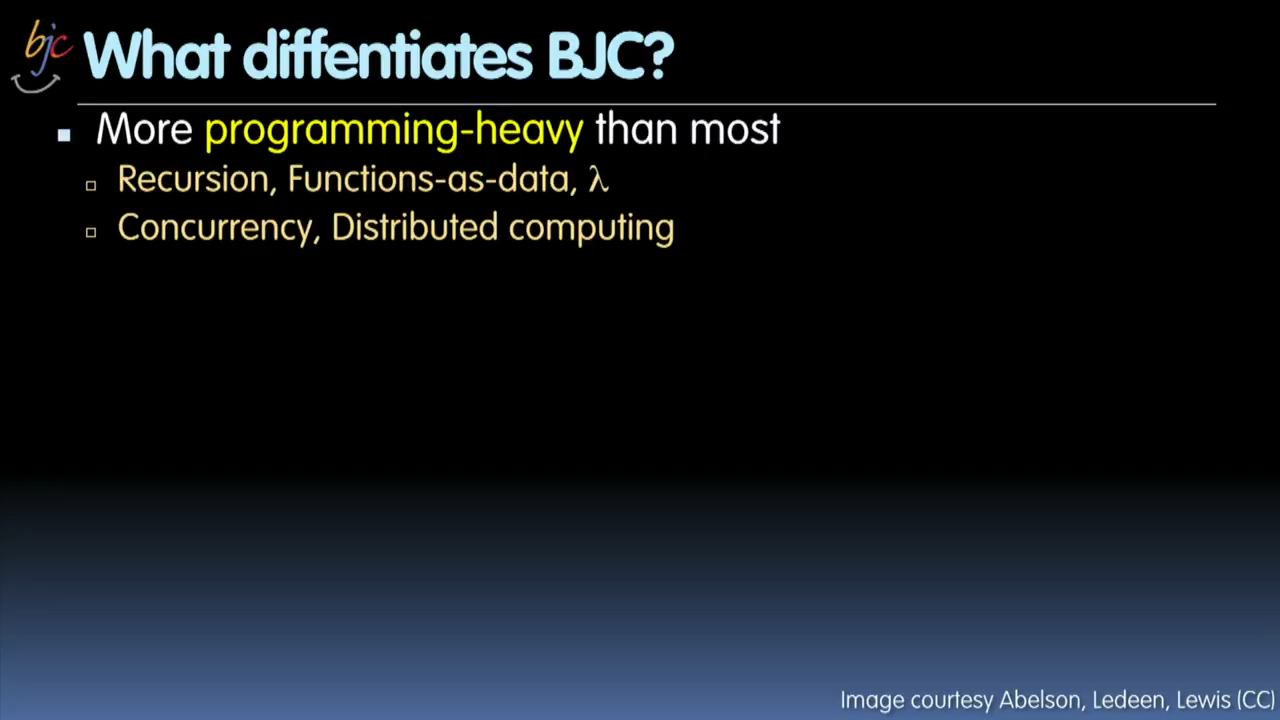 bjc
What diffentiates BJC?
More programming-heavy than most
Recursion, Functions-as-data, λ
Concurrency, Distributed computing
Image courtesy Abelson, Ledeen, Lewis (CC)